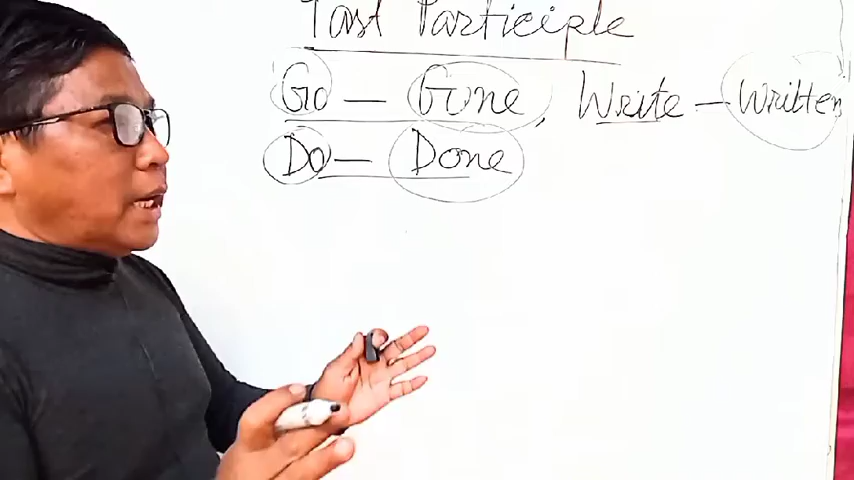 Past Participle
Go — Gone, Write — Written
Do — Done